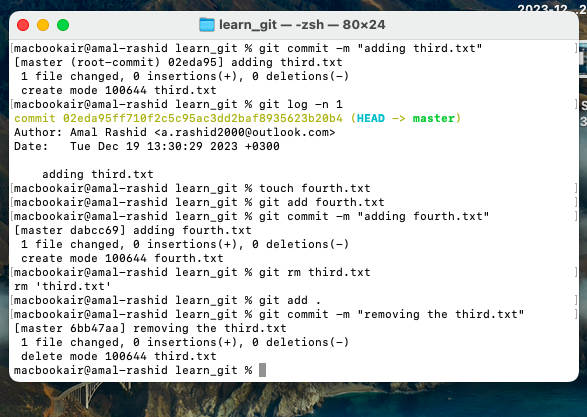 2023-12...2
learn_git — -zsh — 80×24
[macbookair@amal-rashid learn_git % git commit -m "adding third.txt" ]
[master (root-commit) 02eda95] adding third.txt
1 file changed, 0 insertions(+), 0 deletions(-)
create mode 100644 third.txt
[macbookair@amal-rashid learn_git % git log -n 1 ]
commit 02eda95ff710f2c5c95ac3dd2baf8935623b20b4 (HEAD -> master)
Author: Amal Rashid <a.rashid2000@outlook.com>
Date:   Tue Dec 19 13:30:29 2023 +0300
adding third.txt
[macbookair@amal-rashid learn_git % touch fourth.txt ]
[macbookair@amal-rashid learn_git % git add fourth.txt ]
[macbookair@amal-rashid learn_git % git commit -m "adding fourth.txt" ]
[master dabcc69] adding fourth.txt
1 file changed, 0 insertions(+), 0 deletions(-)
create mode 100644 fourth.txt
[macbookair@amal-rashid learn_git % git rm third.txt ]
rm 'third.txt'
[macbookair@amal-rashid learn_git % git add . ]
[macbookair@amal-rashid learn_git % git commit -m "removing the third.txt" ]
[master 6bb47aa] removing the third.txt
1 file changed, 0 insertions(+), 0 deletions(-)
delete mode 100644 third.txt
macbookair@amal-rashid learn_git %